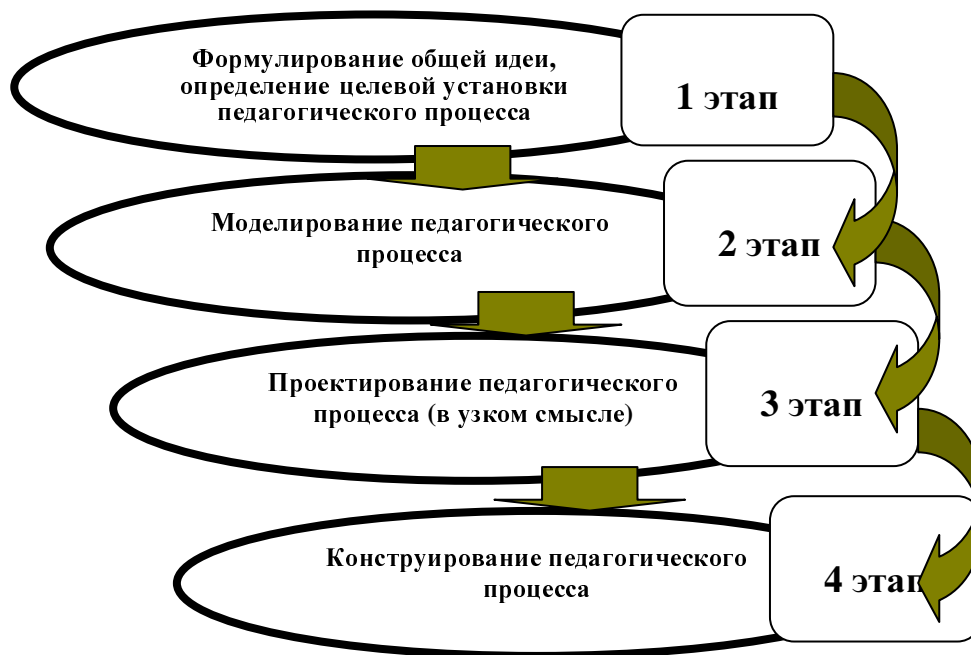 Формулирование общей идеи,
определение целевой установки
педагогического процесса
1 этап
Моделирование педагогического
процесса
2 этап
Проектирование педагогического
процесса (в узком смысле)
3 этап
Конструирование педагогического
процесса
4 этап